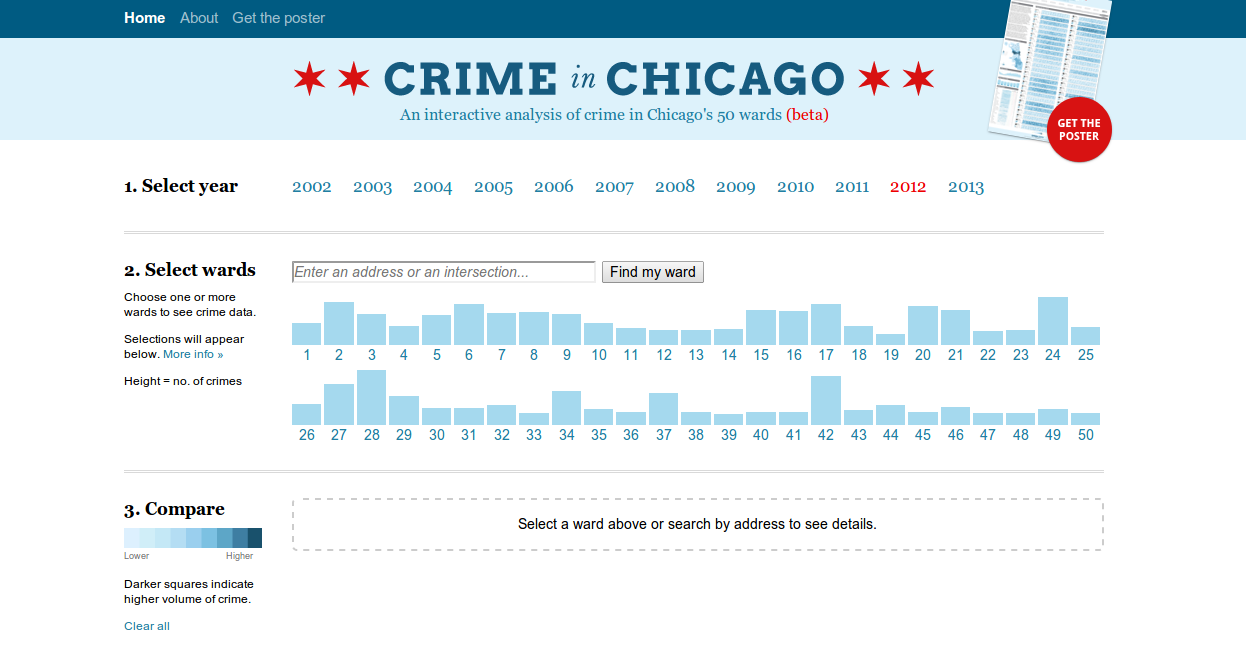 Home About Get the poster
CRIME in CHICAGO
An interactive analysis of crime in Chicago's 50 wards (beta)
GET THE
POSTER
1. Select year
2002 2003 2004 2005 2006 2007 2008 2009 2010 2011 2012 2013
2. Select wards
Enter an address or an intersection... Find my ward
Choose one or more
wards to see crime data.
Selections will appear
below. More info »
Height = no. of crimes
1 2 3 4 5 6 7 8 9 10 11 12 13 14 15 16 17 18 19 20 21 22 23 24 25
26 27 28 29 30 31 32 33 34 35 36 37 38 39 40 41 42 43 44 45 46 47 48 49 50
3. Compare
Lower Higher
Darker squares indicate
higher volume of crime.
Clear all
Select a ward above or search by address to see details.